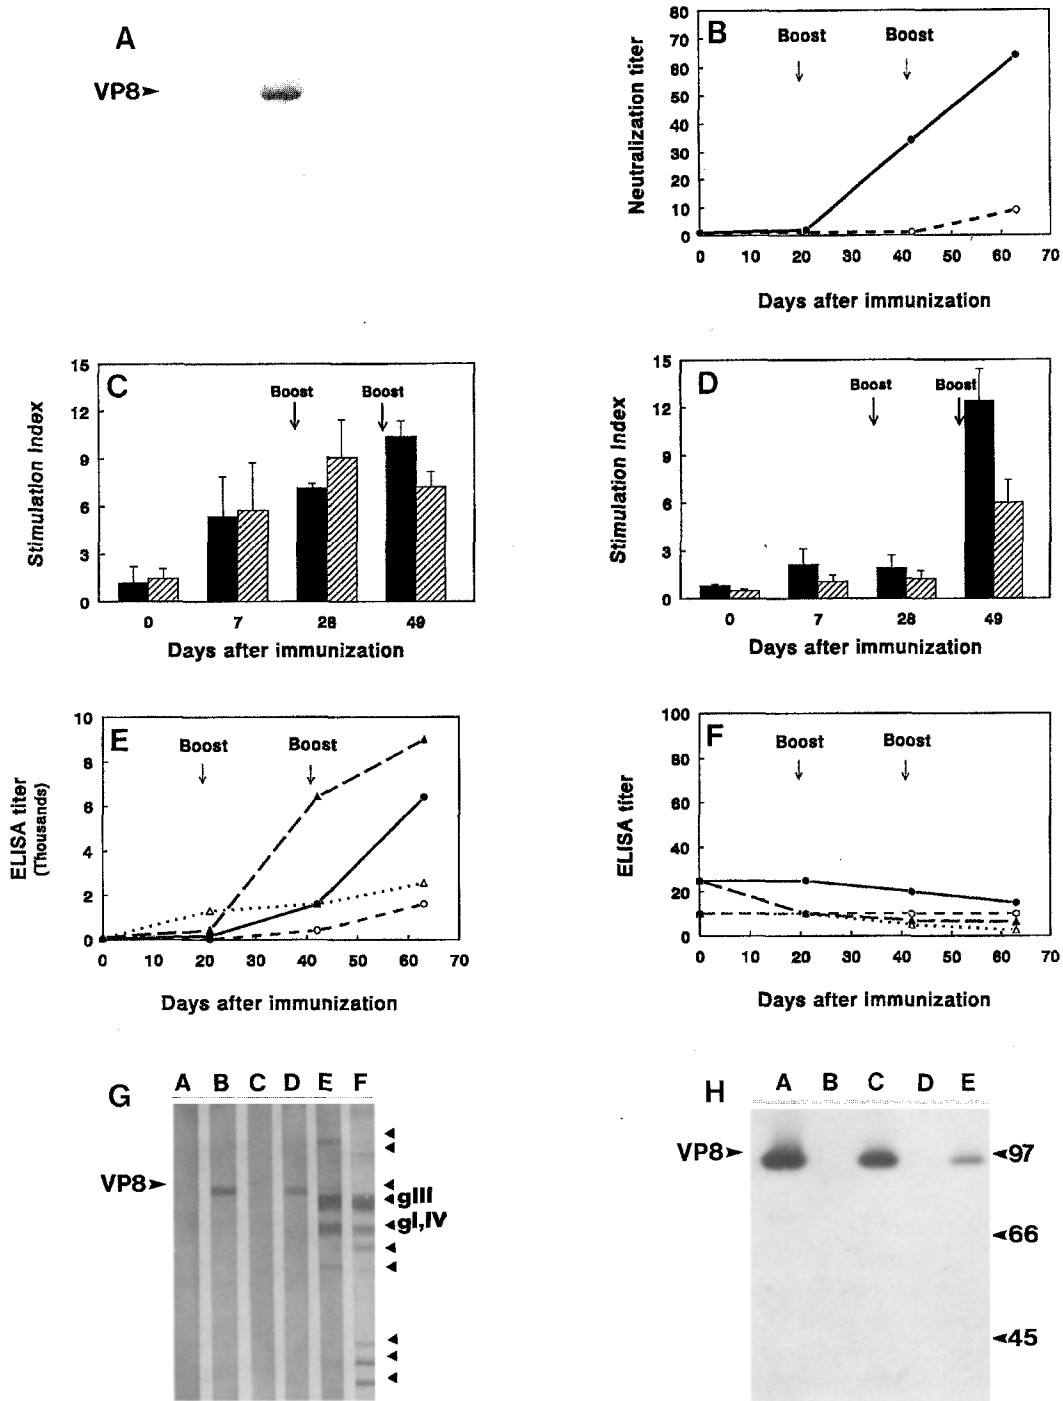 A
VP8
B
Boost Boost
Neutralization titer
80
70
60
50
40
30
20
10
0
0 10 20 30 40 50 60 70
Days after immunization
C
Boost Boost
Stimulation Index
15
12
9
6
3
0
0 7 28 49
Days after immunization
D
Boost Boost
Stimulation Index
15
12
9
6
3
0
0 7 28 49
Days after immunization
E
Boost Boost
ELISA titer
(Thousands)
10
8
6
4
2
0
0 10 20 30 40 50 60 70
Days after immunization
F
Boost Boost
ELISA titer
100
80
60
40
20
0
0 10 20 30 40 50 60 70
Days after immunization
G
A B C D E F
VP8
gIII
gI,IV
H
A B C D E
VP8
97
66
45